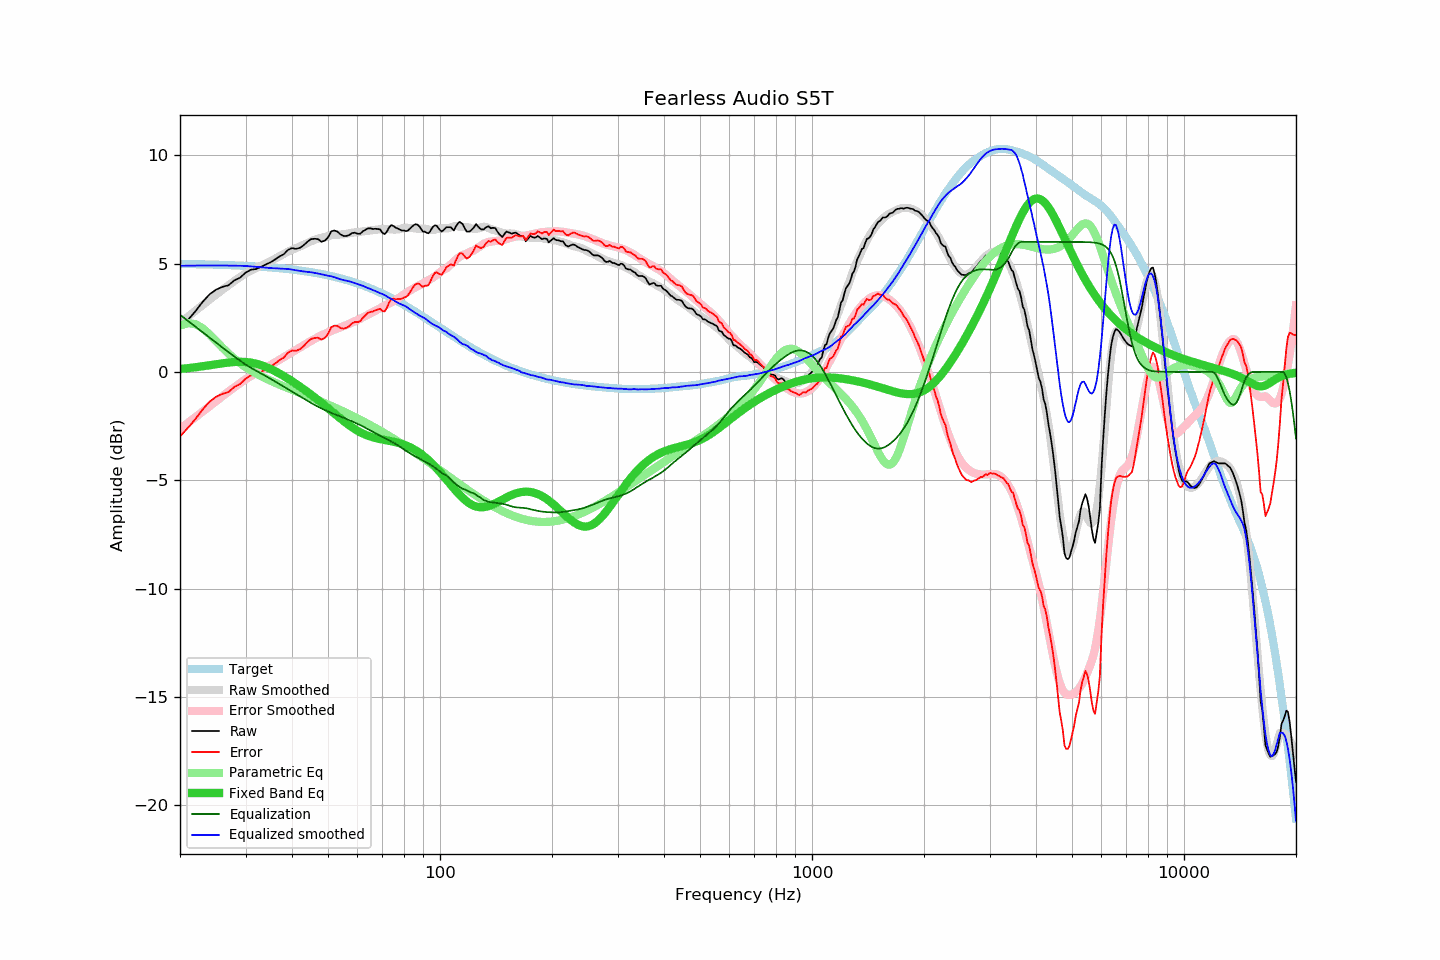 Fearless Audio S5T
10
5
0
−5
−10
−15
−20
Amplitude (dBr)
Target
Raw Smoothed
Error Smoothed
Raw
Error
Parametric Eq
Fixed Band Eq
Equalization
Equalized smoothed
100
1000
10000
Frequency (Hz)